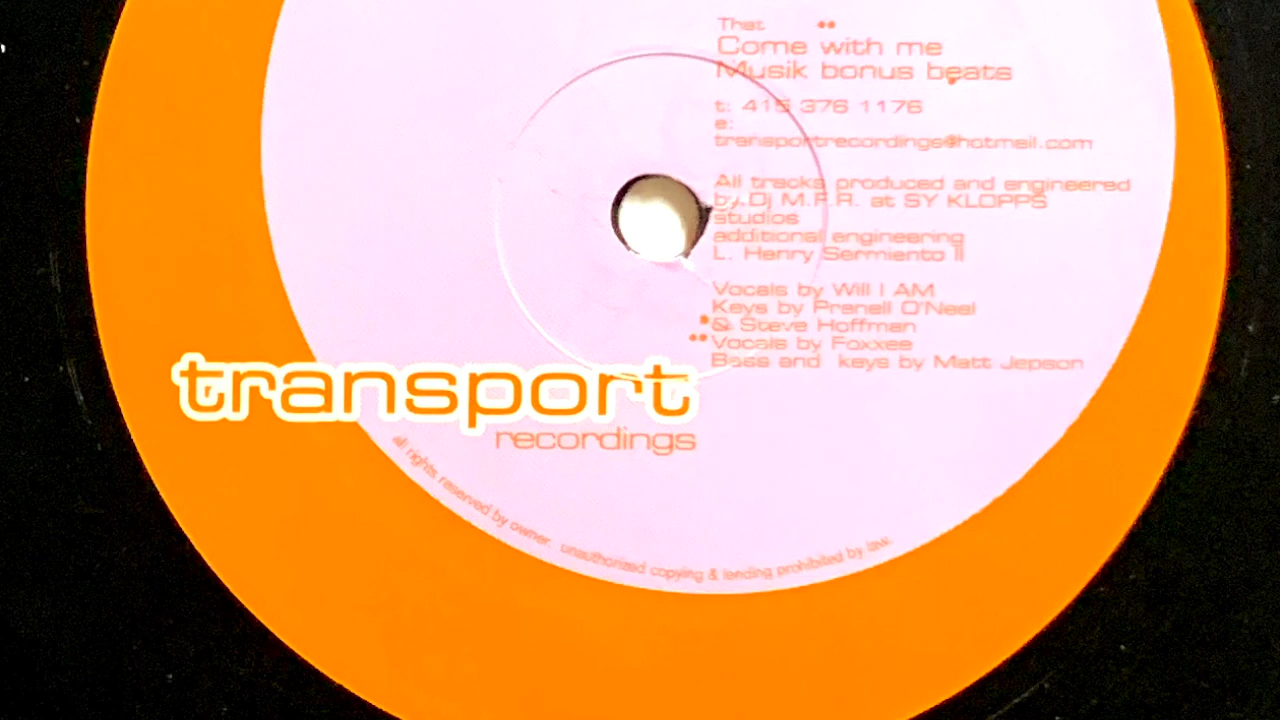 That ••
Come with me
Musik bonus beats
t: 415 376 1176
e:
transportrecordings@hotmail.com
All tracks produced and engineered
by Dj M.F.R. at SY KLOPPS
studios
additional engineering
L. Henry Sermiento II
Vocals by Will I AM
Keys by Pranell O'Neal
• & Steve Hoffman
•• Vocals by Foxxee
Bass and keys by Matt Jepson
transport
recordings
all rights reserved by owner. unauthorized copying & lending prohibited by law.